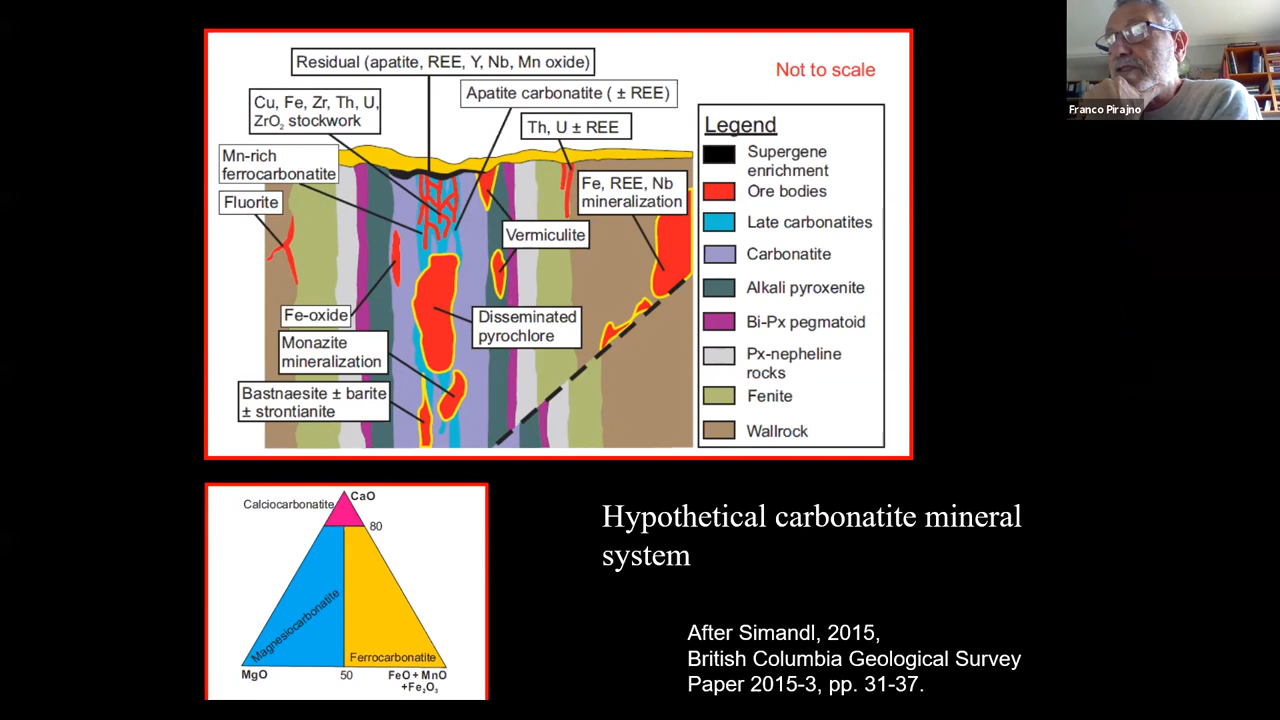 Franco Pirajno
Residual (apatite, REE, Y, Nb, Mn oxide)
Not to scale
Cu, Fe, Zr, Th, U,
ZrO₂ stockwork
Apatite carbonatite ( ± REE)
Th, U ± REE
Mn-rich
ferrocarbonatite
Fluorite
Fe, REE, Nb
mineralization
Vermiculite
Fe-oxide
Disseminated
pyrochlore
Monazite
mineralization
Bastnaesite ± barite
± strontianite
Legend
Supergene
enrichment
Ore bodies
Late carbonatites
Carbonatite
Alkali pyroxenite
Bi-Px pegmatoid
Px-nepheline
rocks
Fenite
Wallrock
CaO
Calciocarbonatite
80
Magnesiocarbonatite
Ferrocarbonatite
MgO
50
FeO + MnO
+Fe₂O₃
Hypothetical carbonatite mineral
system
After Simandl, 2015,
British Columbia Geological Survey
Paper 2015-3, pp. 31-37.